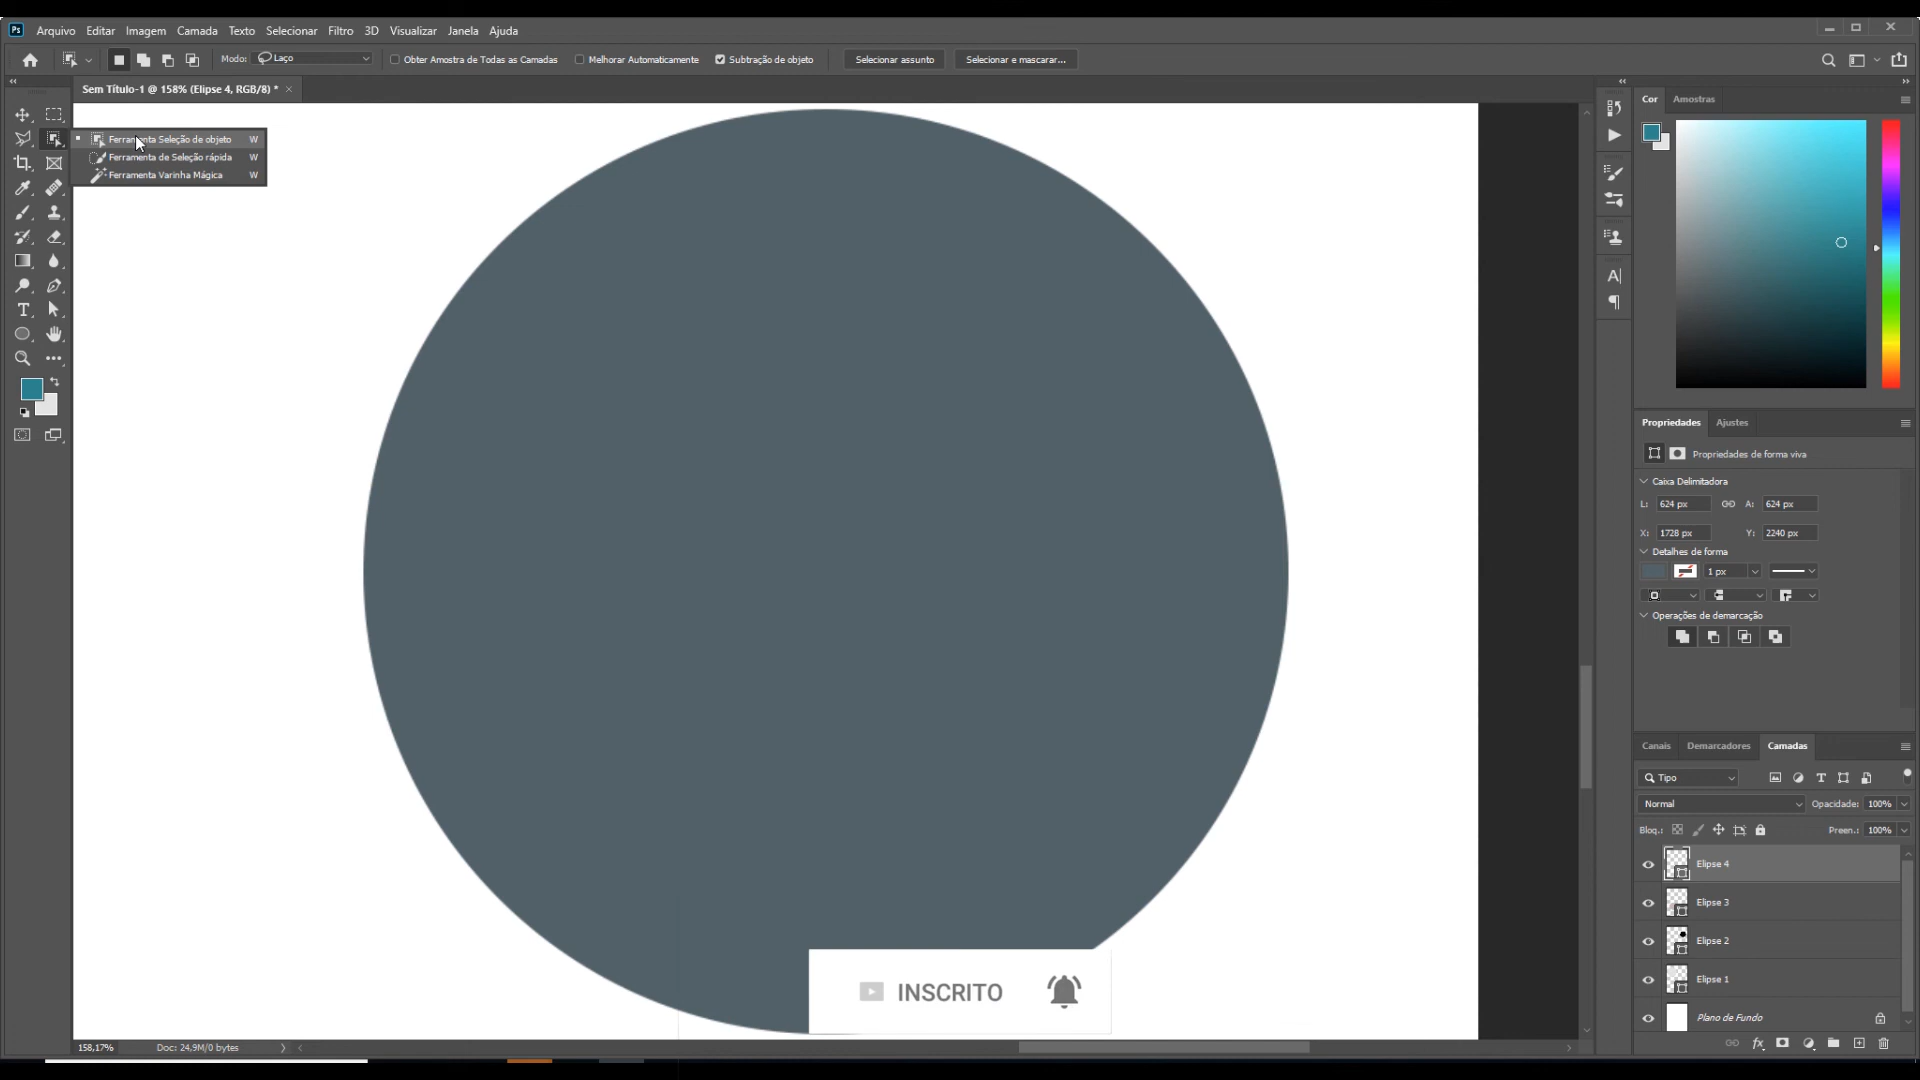 Ps Arquivo Editar Imagem Camada Texto Selecionar Filtro 3D Visualizar Janela Ajuda
Modo: Laço Obter Amostra de Todas as Camadas Melhorar Automaticamente Subtração de objeto Selecionar assunto Selecionar e mascarar...
Sem Título-1 @ 158% (Elipse 4, RGB/8) *
Ferramenta Seleção de objeto W
Ferramenta de Seleção rápida W
Ferramenta Varinha Mágica W
Cor Amostras
Propriedades Ajustes
Propriedades de forma viva
Caixa Delimitadora
L: 624 px A: 624 px
X: 1728 px Y: 2240 px
Detalhes de forma
1 px
Operações de demarcação
Canais Demarcadores Camadas
Tipo
Normal Opacidade: 100%
Bloq.: Preen.: 100%
Elipse 4
Elipse 3
Elipse 2
Elipse 1
Plano de Fundo
INSCRITO
158,17% Doc: 24,9M/0 bytes